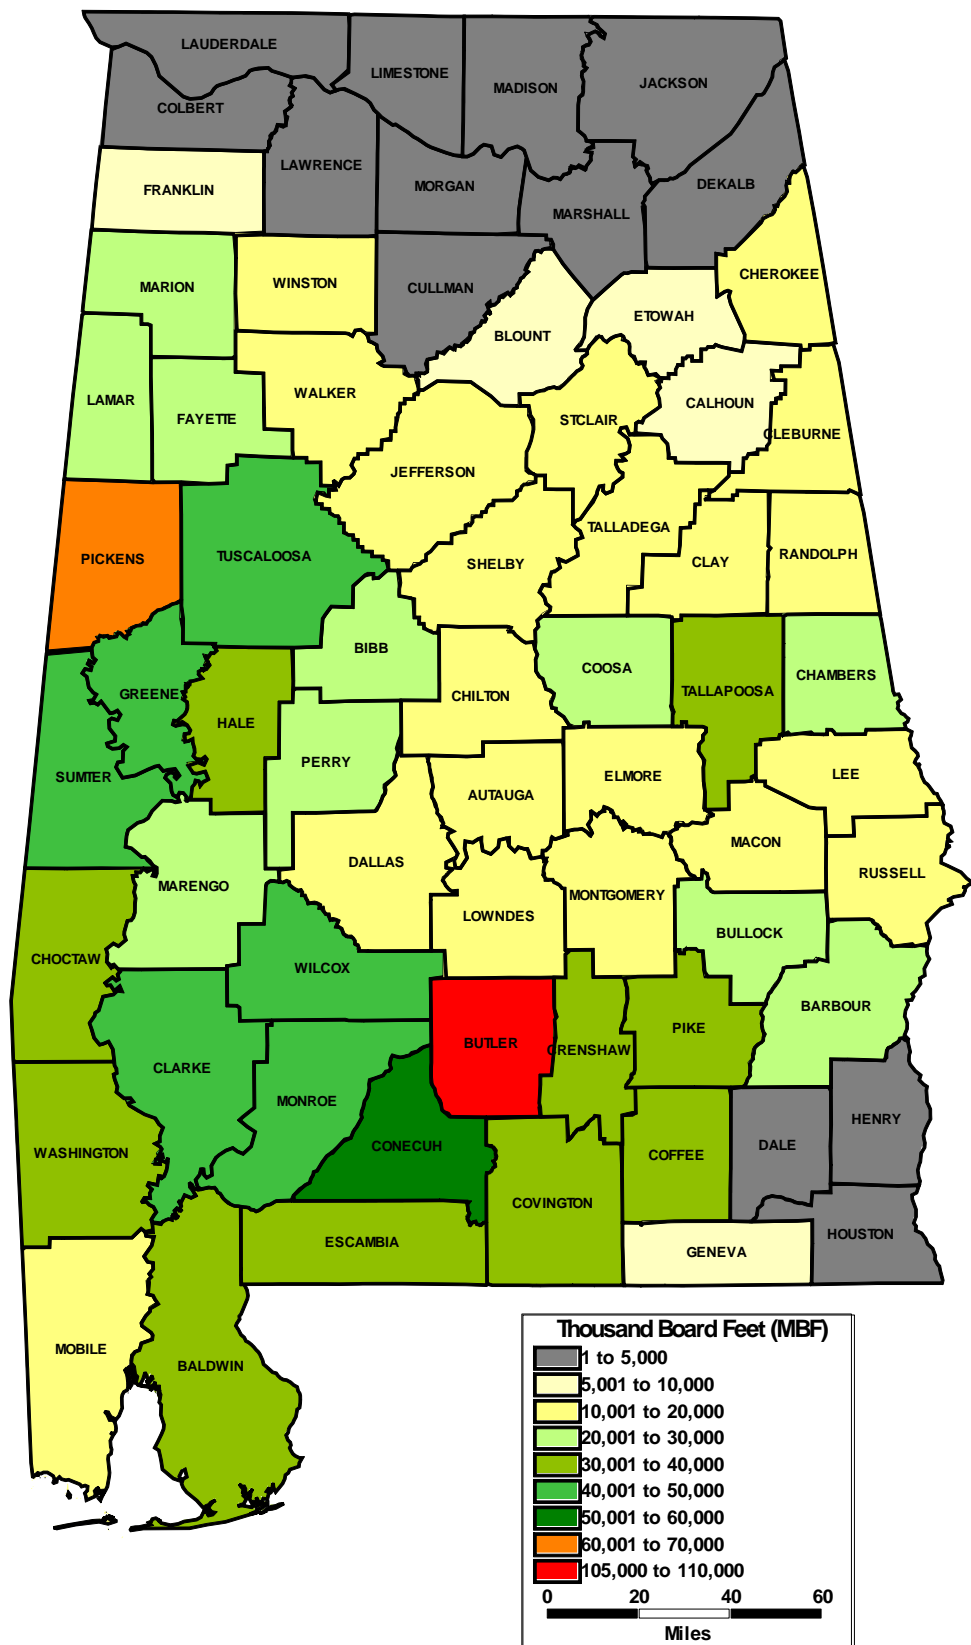 LAUDERDALE
LIMESTONE
MADISON
JACKSON
COLBERT
LAWRENCE
MORGAN
MARSHALL
DEKALB
FRANKLIN
MARION
WINSTON
CULLMAN
CHEROKEE
BLOUNT
ETOWAH
LAMAR
FAYETTE
WALKER
STCLAIR
CALHOUN
CLEBURNE
JEFFERSON
PICKENS
TUSCALOOSA
SHELBY
TALLADEGA
CLAY
RANDOLPH
BIBB
COOSA
TALLAPOOSA
CHAMBERS
GREENE
HALE
CHILTON
SUMTER
PERRY
AUTAUGA
ELMORE
LEE
MACON
DALLAS
RUSSELL
MARENGO
LOWNDES
MONTGOMERY
BULLOCK
CHOCTAW
WILCOX
BARBOUR
CLARKE
BUTLER
CRENSHAW
PIKE
MONROE
HENRY
WASHINGTON
CONECUH
COFFEE
DALE
COVINGTON
ESCAMBIA
GENEVA
HOUSTON
MOBILE
BALDWIN
Thousand Board Feet (MBF)
1 to 5,000
5,001 to 10,000
10,001 to 20,000
20,001 to 30,000
30,001 to 40,000
40,001 to 50,000
50,001 to 60,000
60,001 to 70,000
105,000 to 110,000
0 20 40 60
Miles